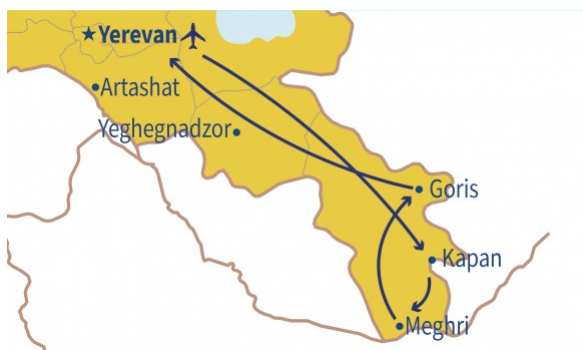 Yerevan
Artashat
Yeghegnadzor
Goris
Kapan
Meghri